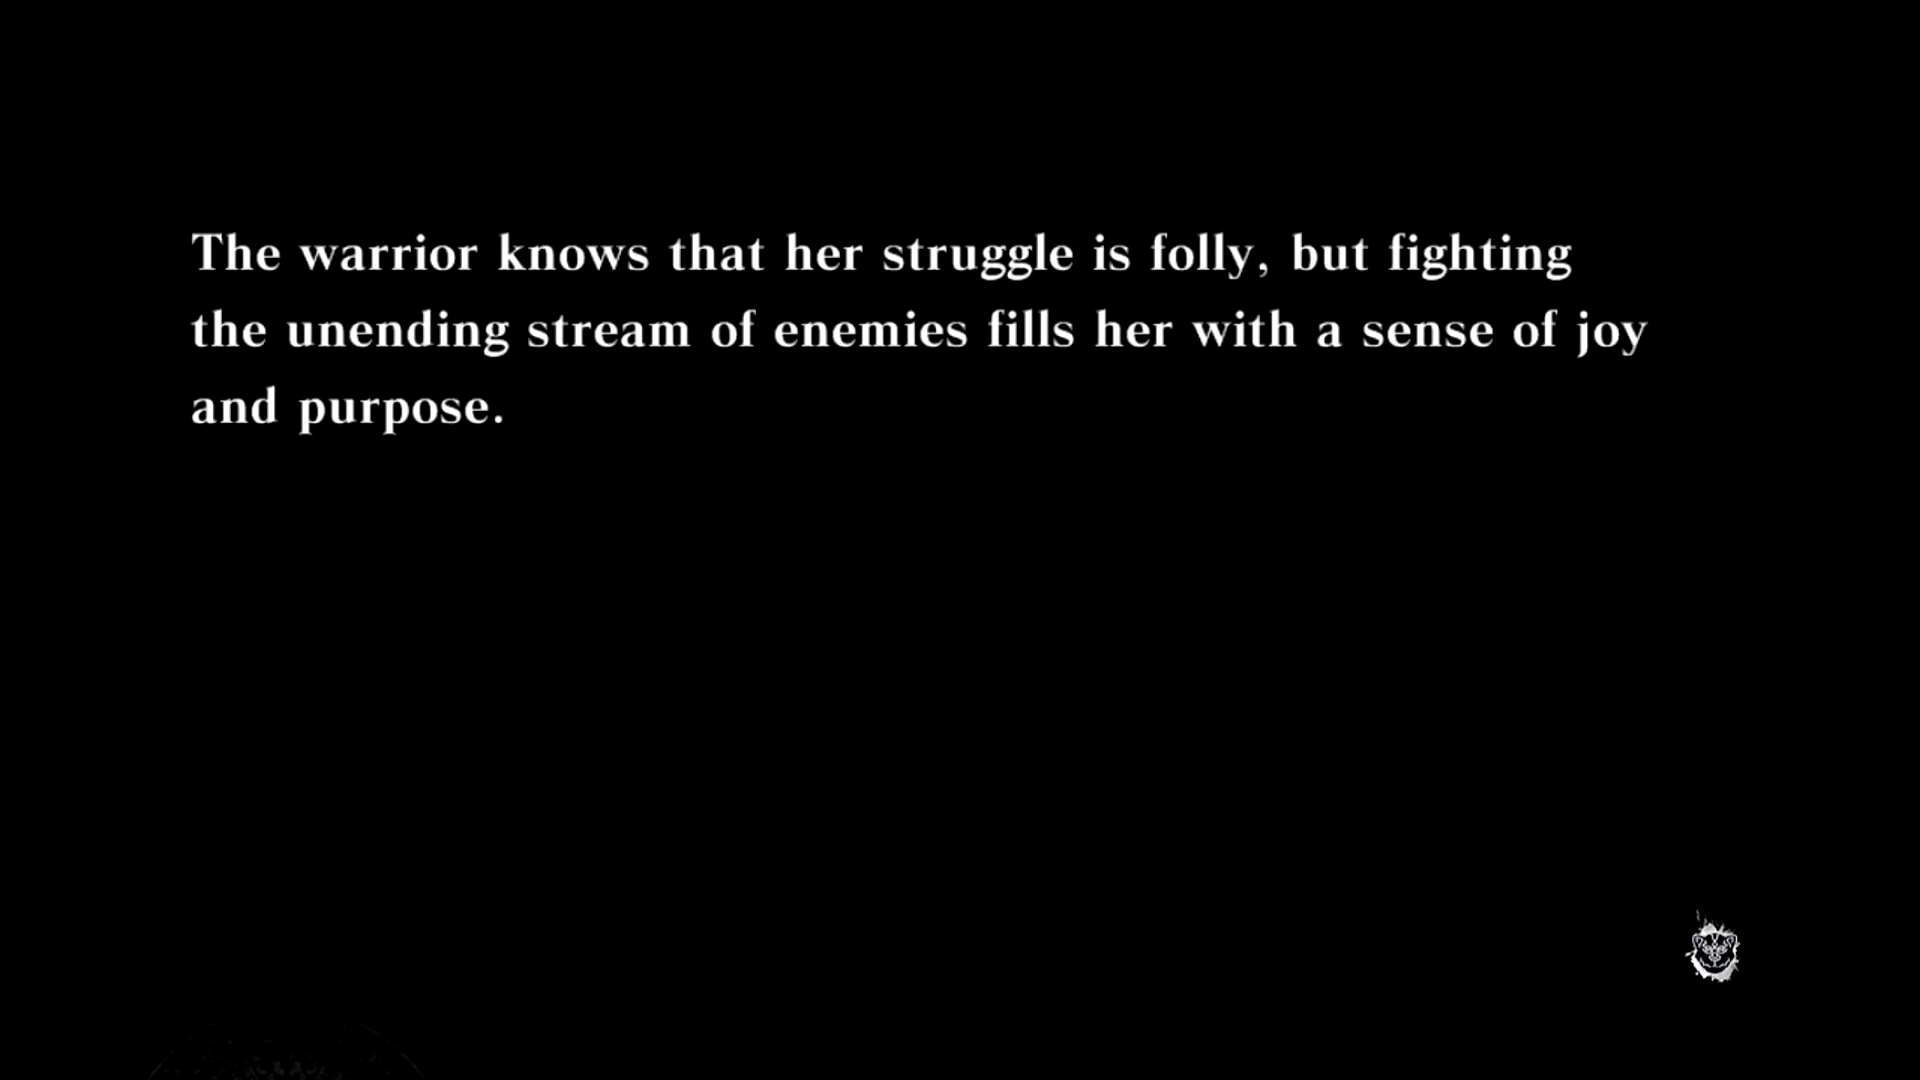 The warrior knows that her struggle is folly, but fighting
the unending stream of enemies fills her with a sense of joy
and purpose.